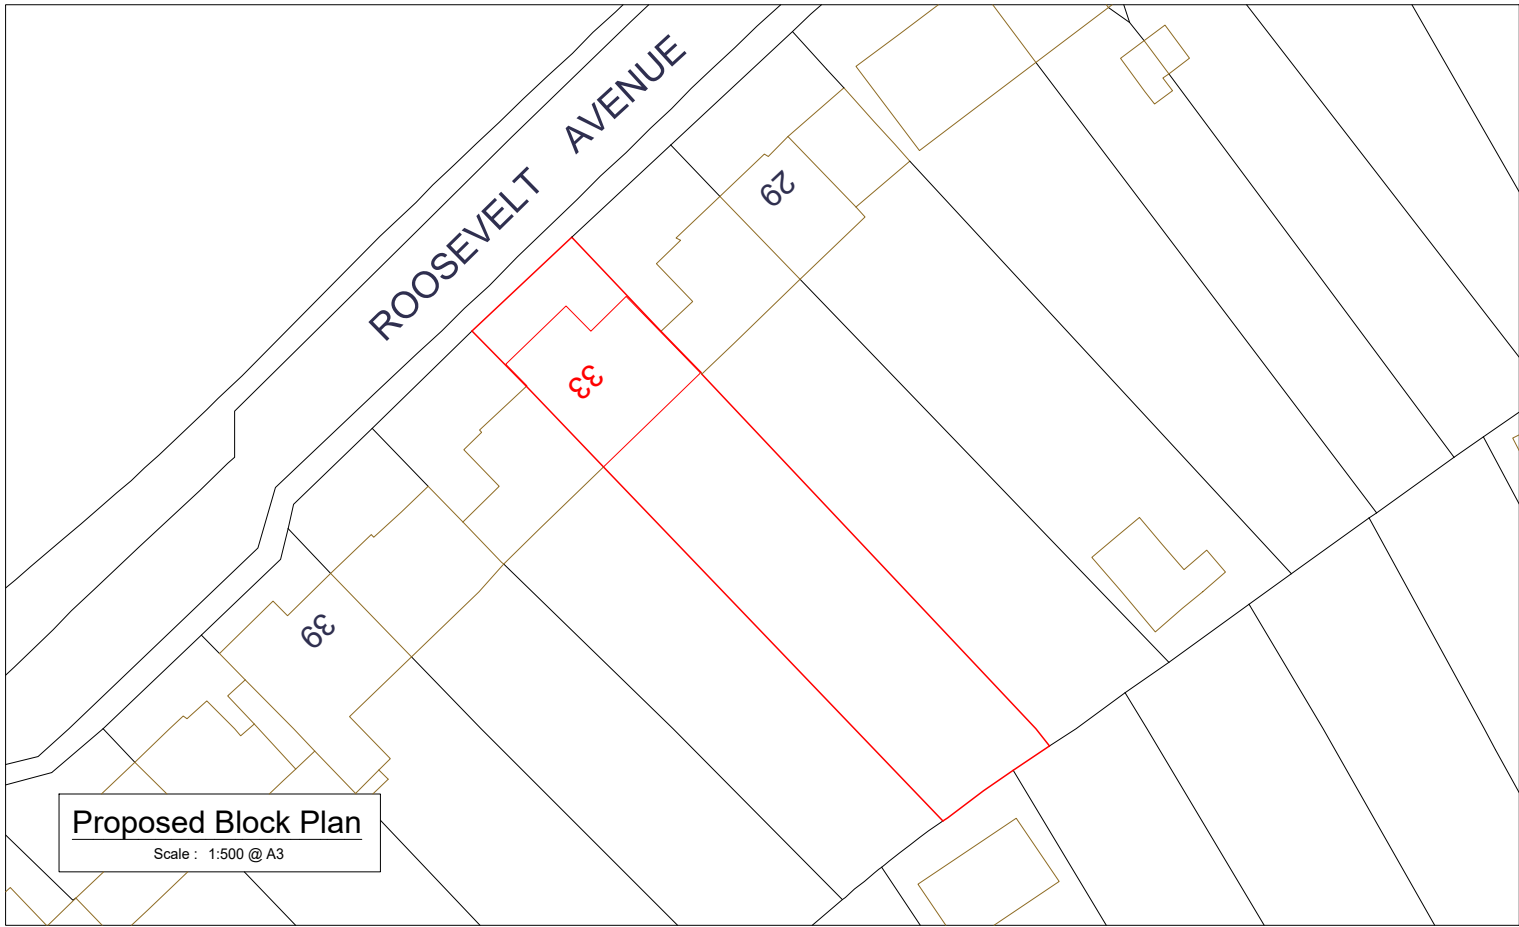 ROOSEVELT AVENUE
29
33
39
Proposed Block Plan
Scale : 1:500 @ A3